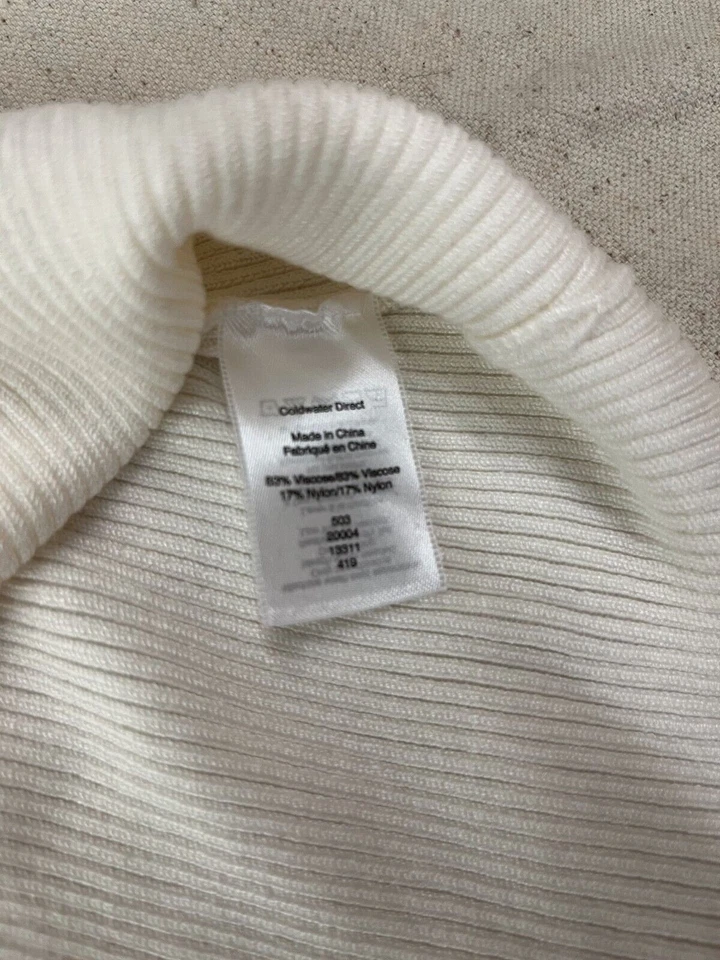 Coldwater Direct
Made in China
Fabriqué en Chine
83% Viscose/83% Viscose
17% Nylon/17% Nylon
503
20004
13311
419